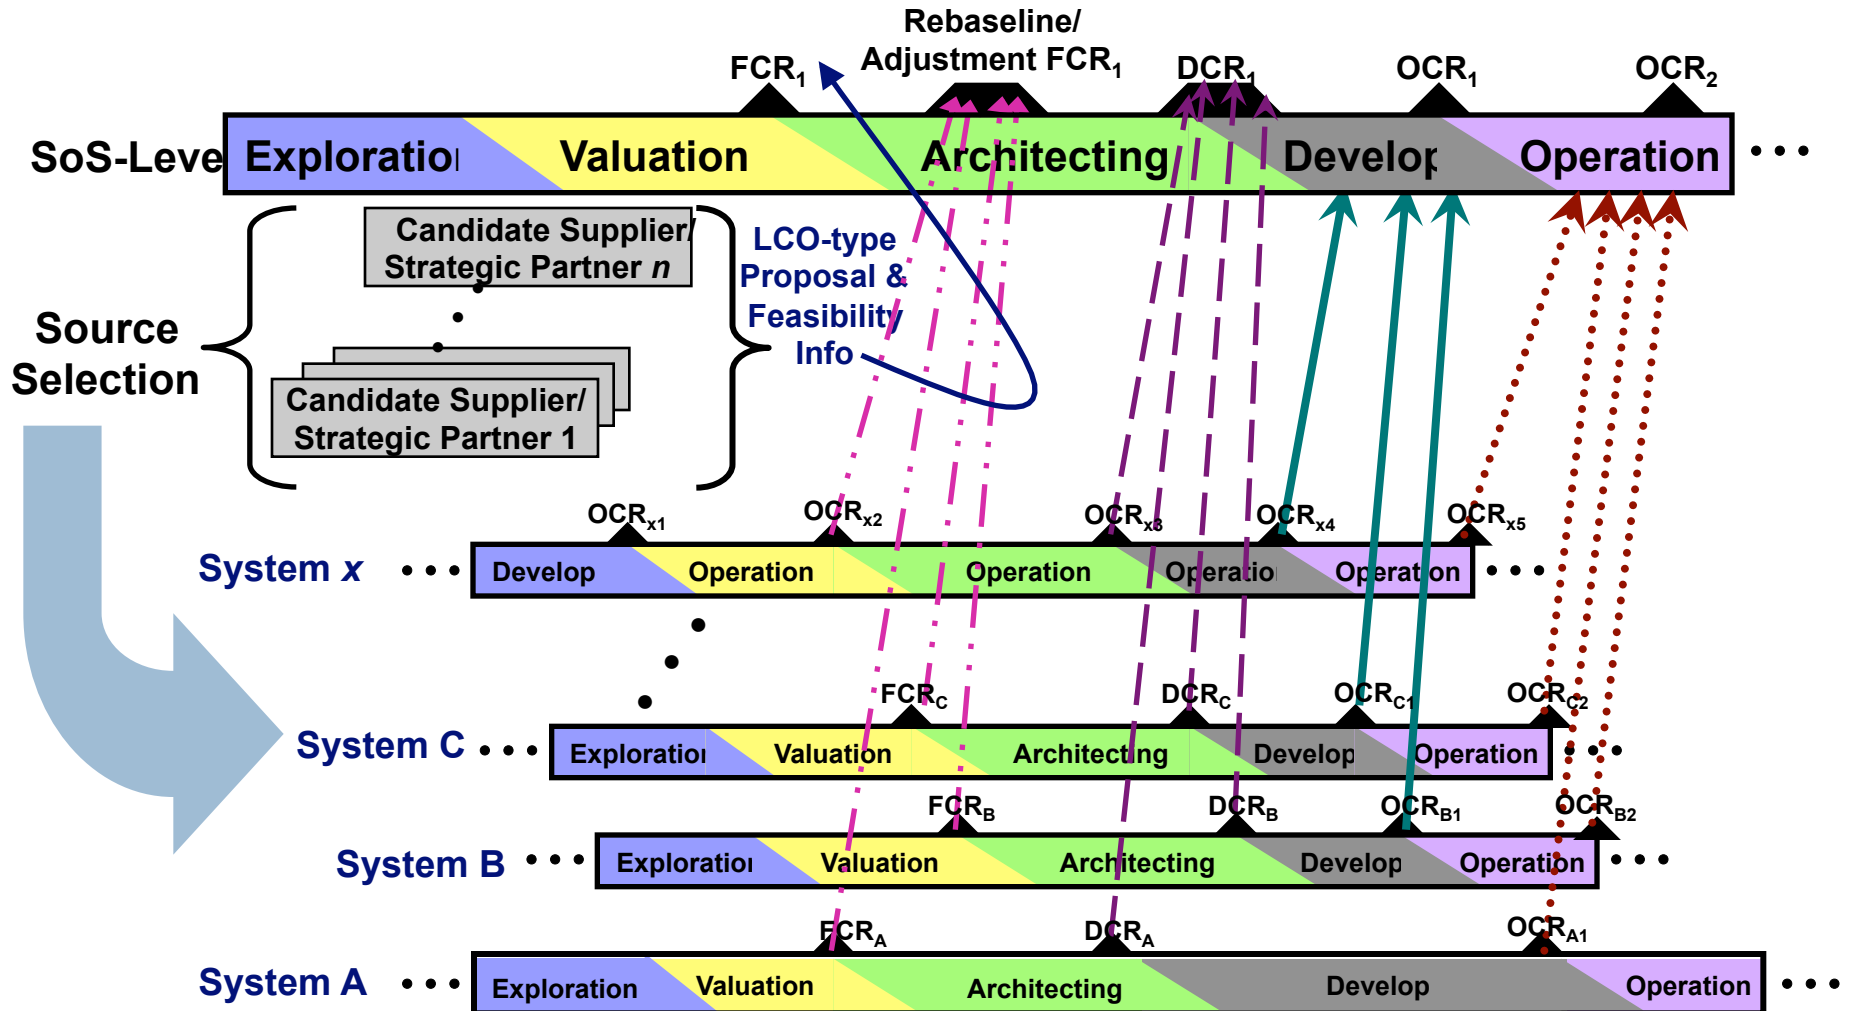 Rebaseline/
Adjustment FCR1
FCR1
DCR1
OCR1
OCR2
SoS-Leve
Exploratio
Valuation
Architecting
Develop
Operation
• • •
Candidate Supplier/
Strategic Partner n
LCO-type
Proposal &
Feasibility
Info
Source
Selection
Candidate Supplier/
Strategic Partner 1
OCRx1
OCRx2
OCRx3
OCRx4
OCRx5
System x
• • •
Develop
Operation
Operation
Operatio
Operation
• • • •
FCRC
DCRC
OCRC1
OCRC2
System C
• • • •
Exploration
Valuation
Architecting
Develop
Operation
• • • •
FCRB
DCRB
OCRB1
OCRB2
System B
• • • •
Exploration
Valuation
Architecting
Develop
Operation
• • • •
FCRA
DCRA
OCRA1
System A
• • • •
Exploration
Valuation
Architecting
Develop
Operation
• • • •